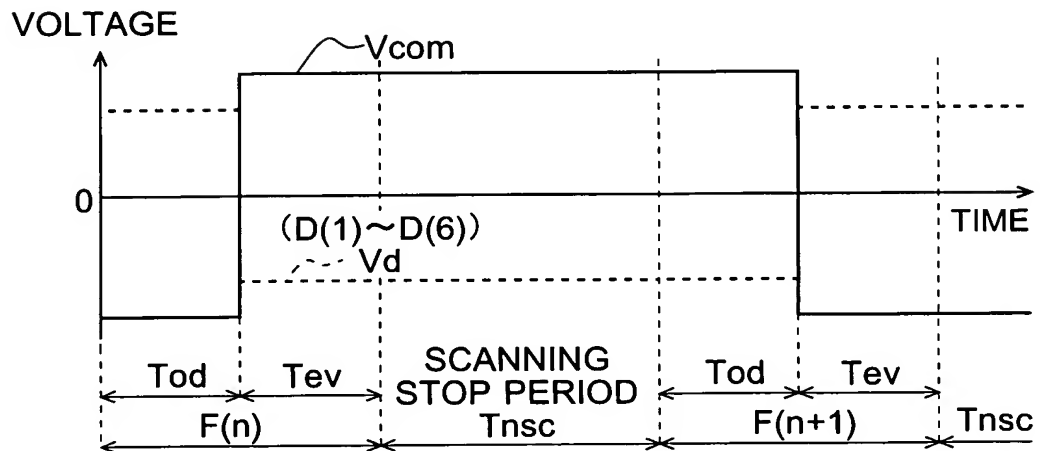 VOLTAGE
Vcom
0
TIME
(D(1)～D(6))
Vd
SCANNING
STOP PERIOD
Tod
Tev
Tod
Tev
F(n)
Tnsc
F(n+1)
Tnsc